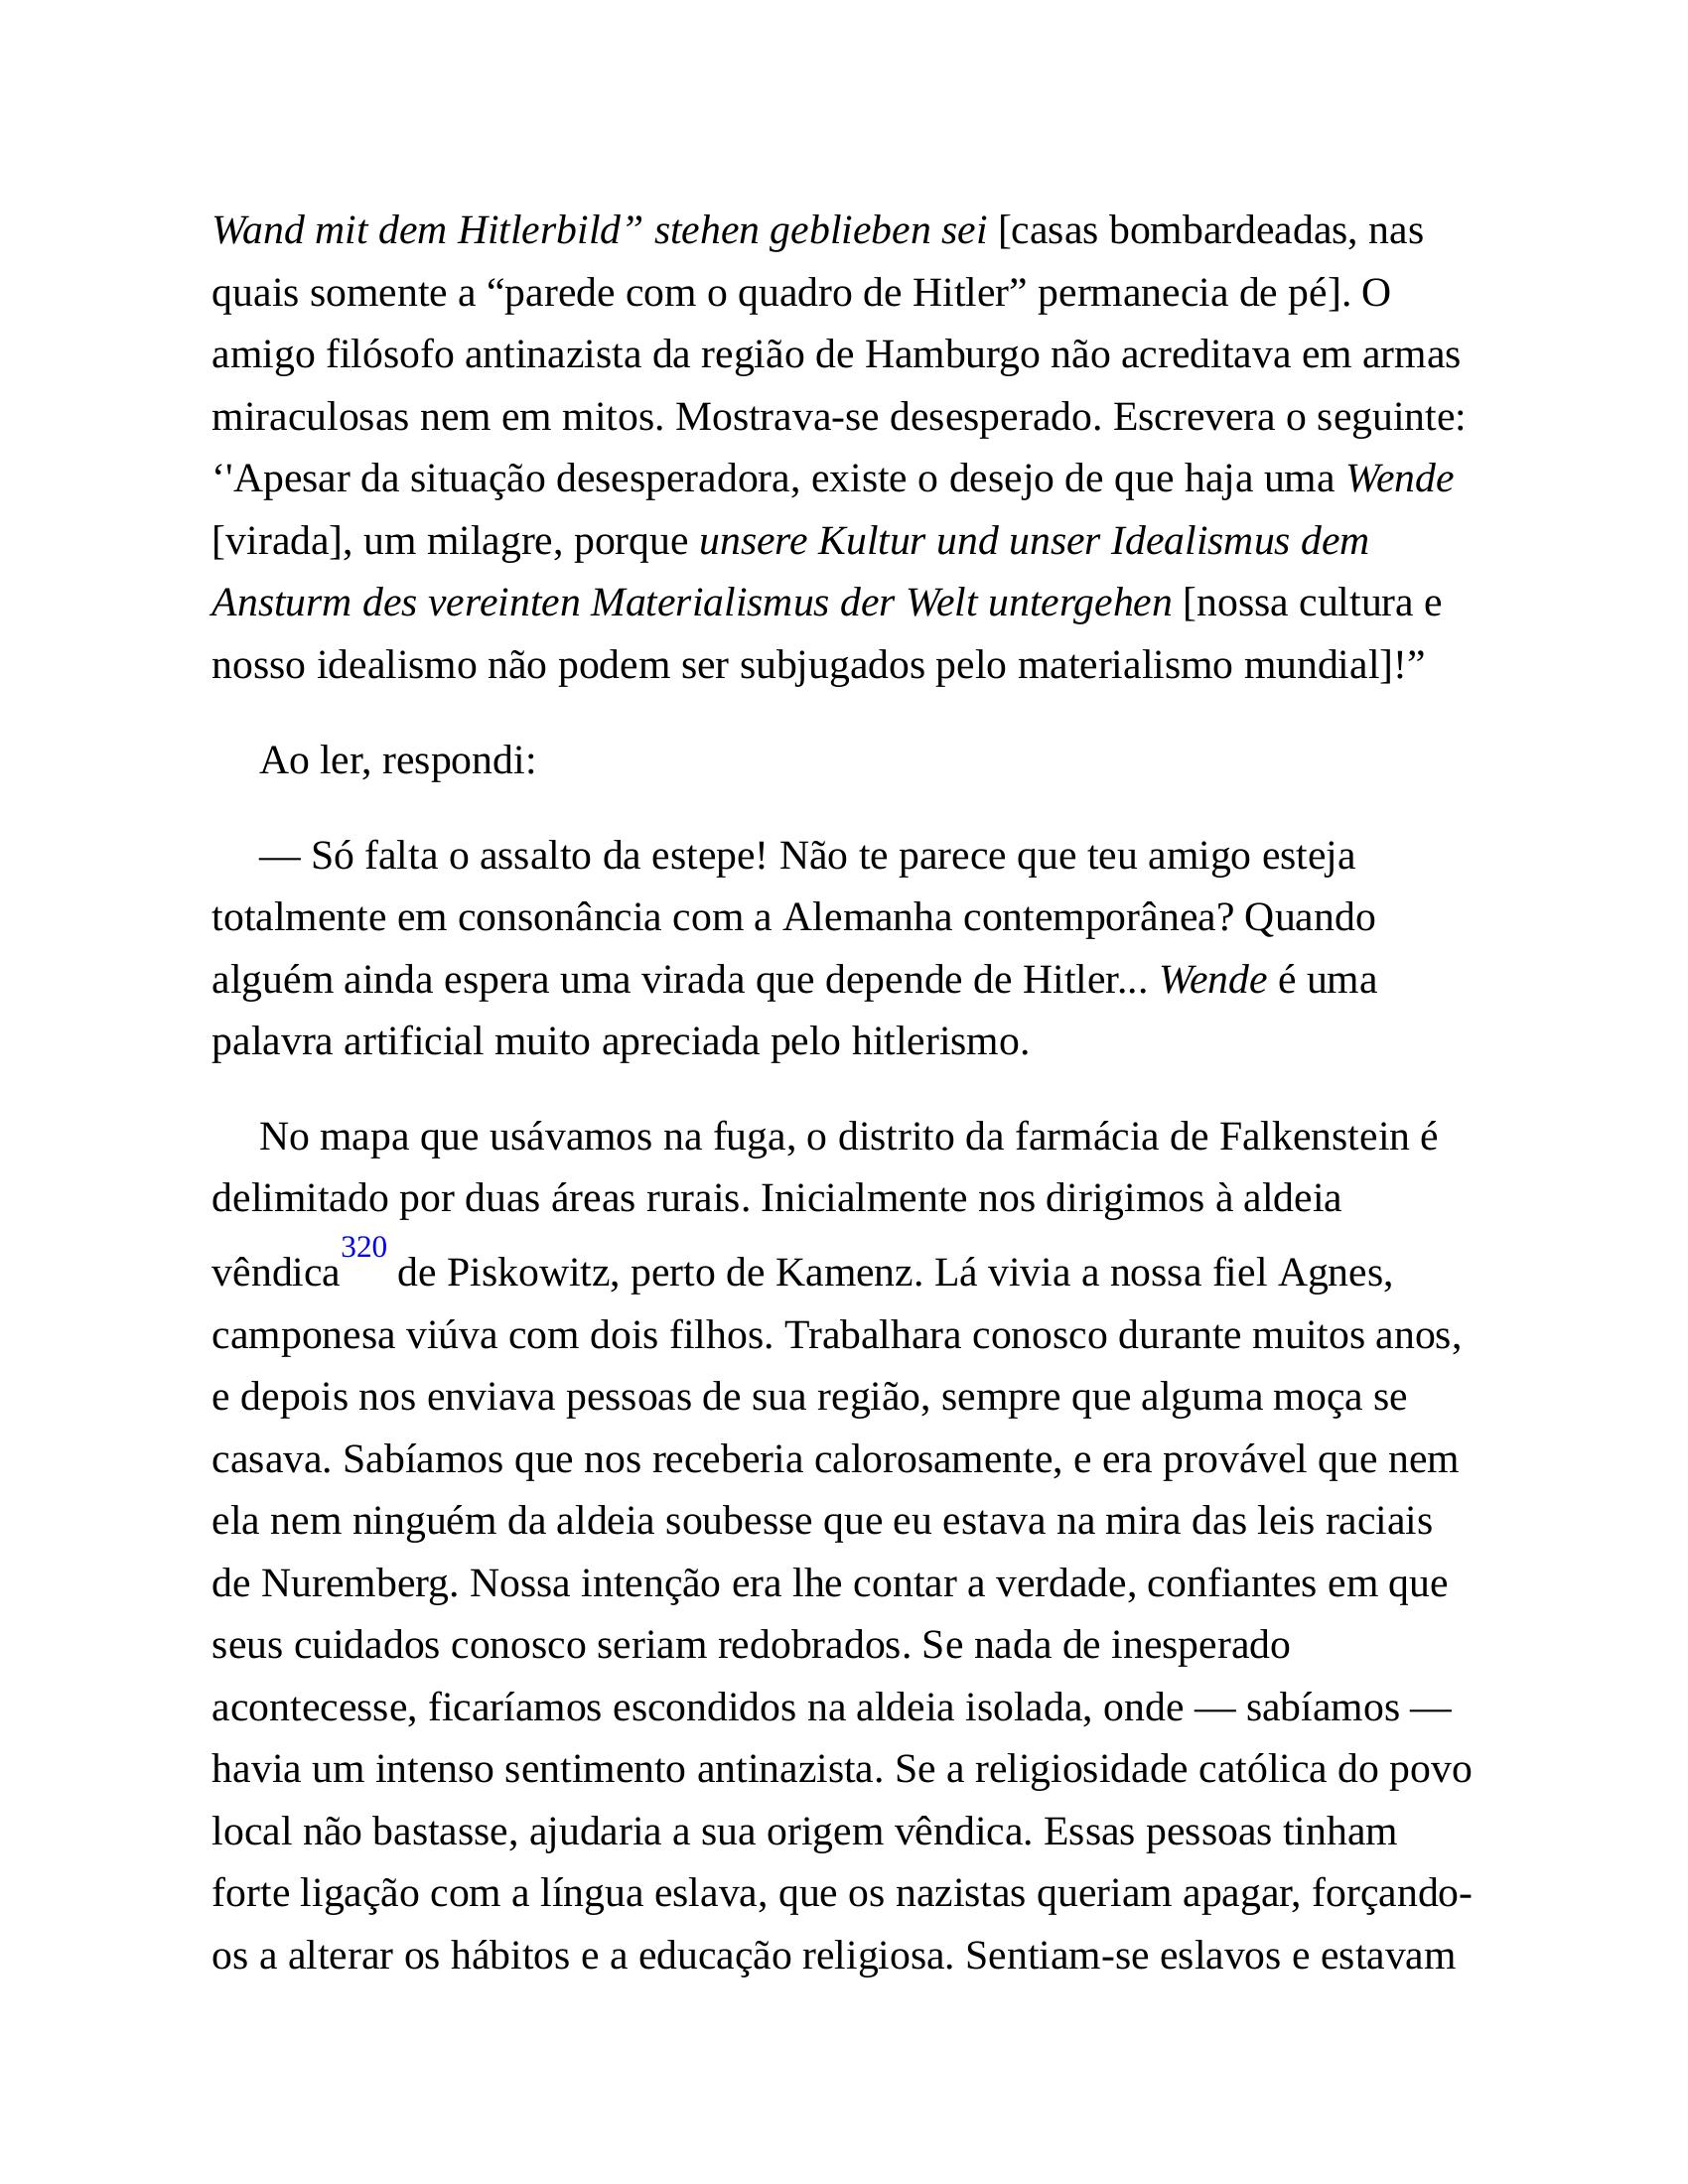 Wand mit dem Hitlerbild” stehen geblieben sei [casas bombardeadas, nas
quais somente a “parede com o quadro de Hitler” permanecia de pé]. O
amigo filósofo antinazista da região de Hamburgo não acreditava em armas
miraculosas nem em mitos. Mostrava-se desesperado. Escrevera o seguinte:
‘'Apesar da situação desesperadora, existe o desejo de que haja uma Wende
[virada], um milagre, porque unsere Kultur und unser Idealismus dem
Ansturm des vereinten Materialismus der Welt untergehen [nossa cultura e
nosso idealismo não podem ser subjugados pelo materialismo mundial]!”
Ao ler, respondi:
— Só falta o assalto da estepe! Não te parece que teu amigo esteja
totalmente em consonância com a Alemanha contemporânea? Quando
alguém ainda espera uma virada que depende de Hitler... Wende é uma
palavra artificial muito apreciada pelo hitlerismo.
No mapa que usávamos na fuga, o distrito da farmácia de Falkenstein é
delimitado por duas áreas rurais. Inicialmente nos dirigimos à aldeia
vêndica320 de Piskowitz, perto de Kamenz. Lá vivia a nossa fiel Agnes,
camponesa viúva com dois filhos. Trabalhara conosco durante muitos anos,
e depois nos enviava pessoas de sua região, sempre que alguma moça se
casava. Sabíamos que nos receberia calorosamente, e era provável que nem
ela nem ninguém da aldeia soubesse que eu estava na mira das leis raciais
de Nuremberg. Nossa intenção era lhe contar a verdade, confiantes em que
seus cuidados conosco seriam redobrados. Se nada de inesperado
acontecesse, ficaríamos escondidos na aldeia isolada, onde — sabíamos —
havia um intenso sentimento antinazista. Se a religiosidade católica do povo
local não bastasse, ajudaria a sua origem vêndica. Essas pessoas tinham
forte ligação com a língua eslava, que os nazistas queriam apagar, forçando-
os a alterar os hábitos e a educação religiosa. Sentiam-se eslavos e estavam